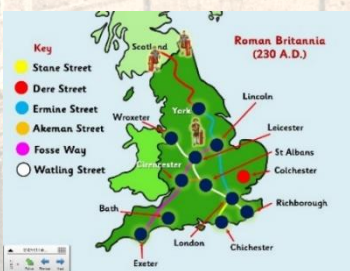 Roman Britannia
(230 A.D.)
Key
Stane Street
Dere Street
Ermine Street
Akeman Street
Fosse Way
Watling Street
Scotland
York
Lincoln
Wroxeter
Leicester
St Albans
Cirencester
Colchester
Bath
Richborough
London
Chichester
Exeter